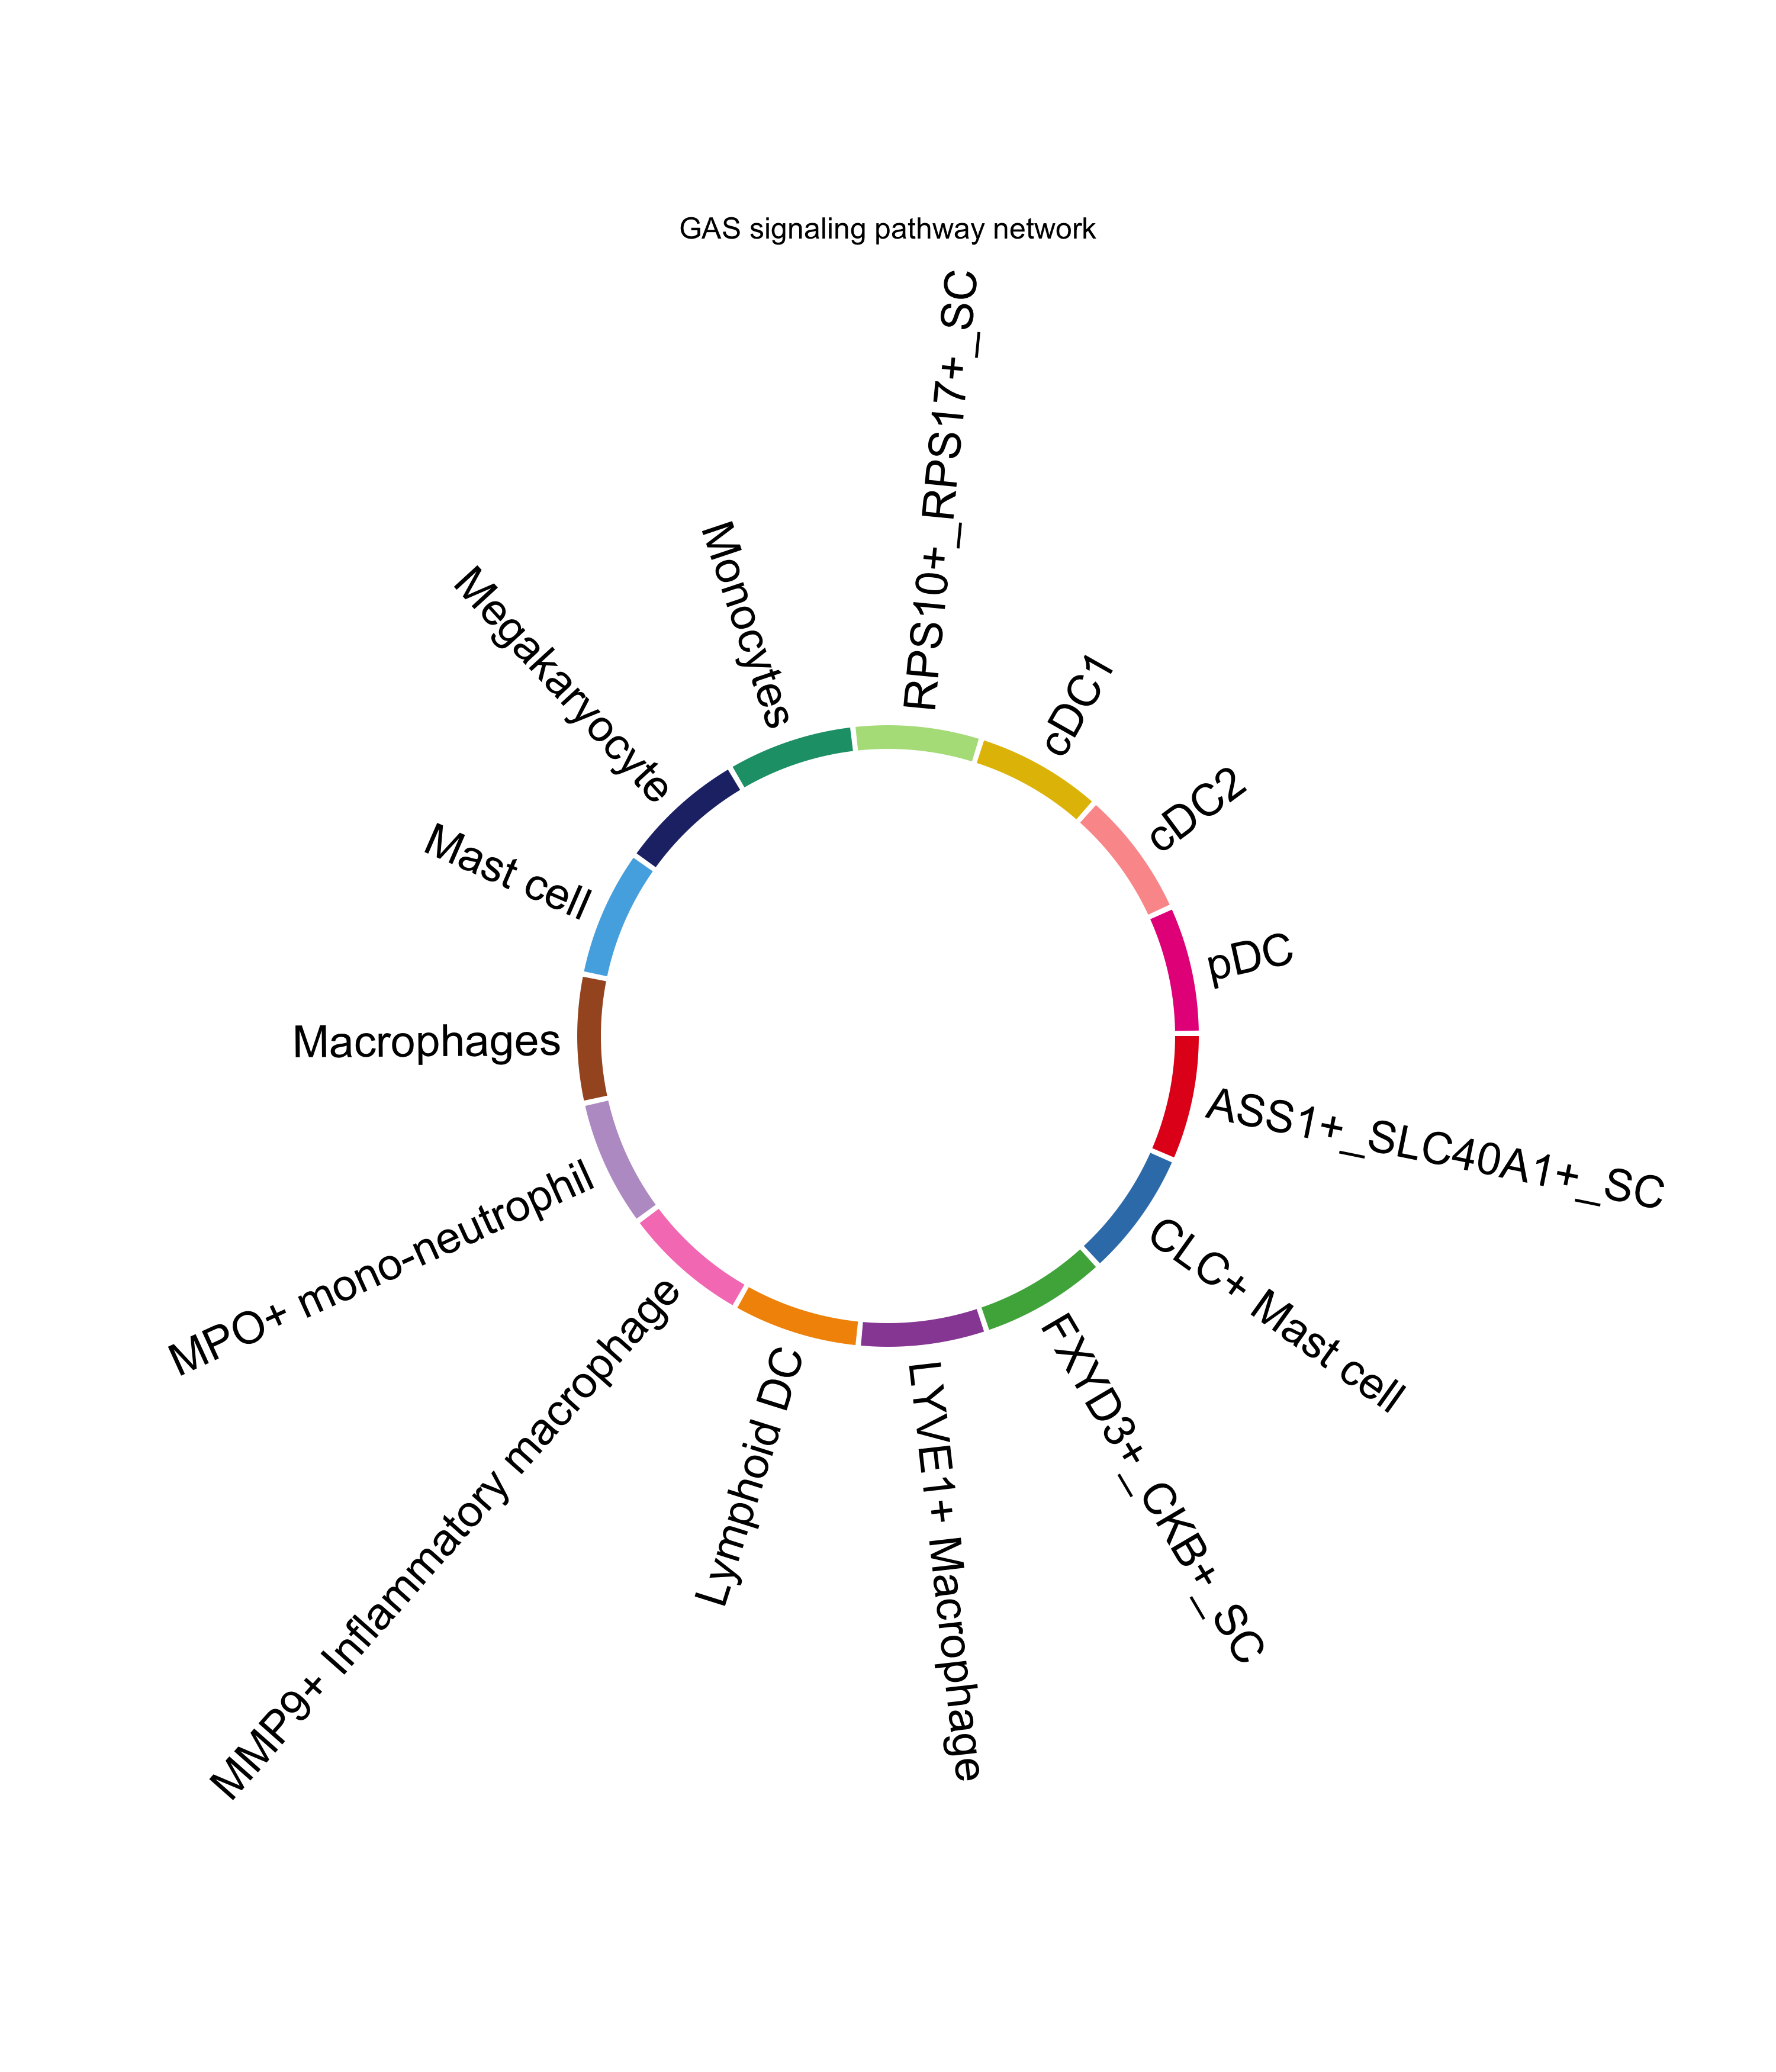 GAS signaling pathway network
RPS10+_RPS17+_SC
cDC1
cDC2
pDC
ASS1+_SLC40A1+_SC
CLC+ Mast cell
FXYD3+_CKB+_SC
LYVE1+ Macrophage
Lymphoid DC
MMP9+ Inflammatory macrophage
MPO+ mono-neutrophil
Macrophages
Mast cell
Megakaryocyte
Monocytes